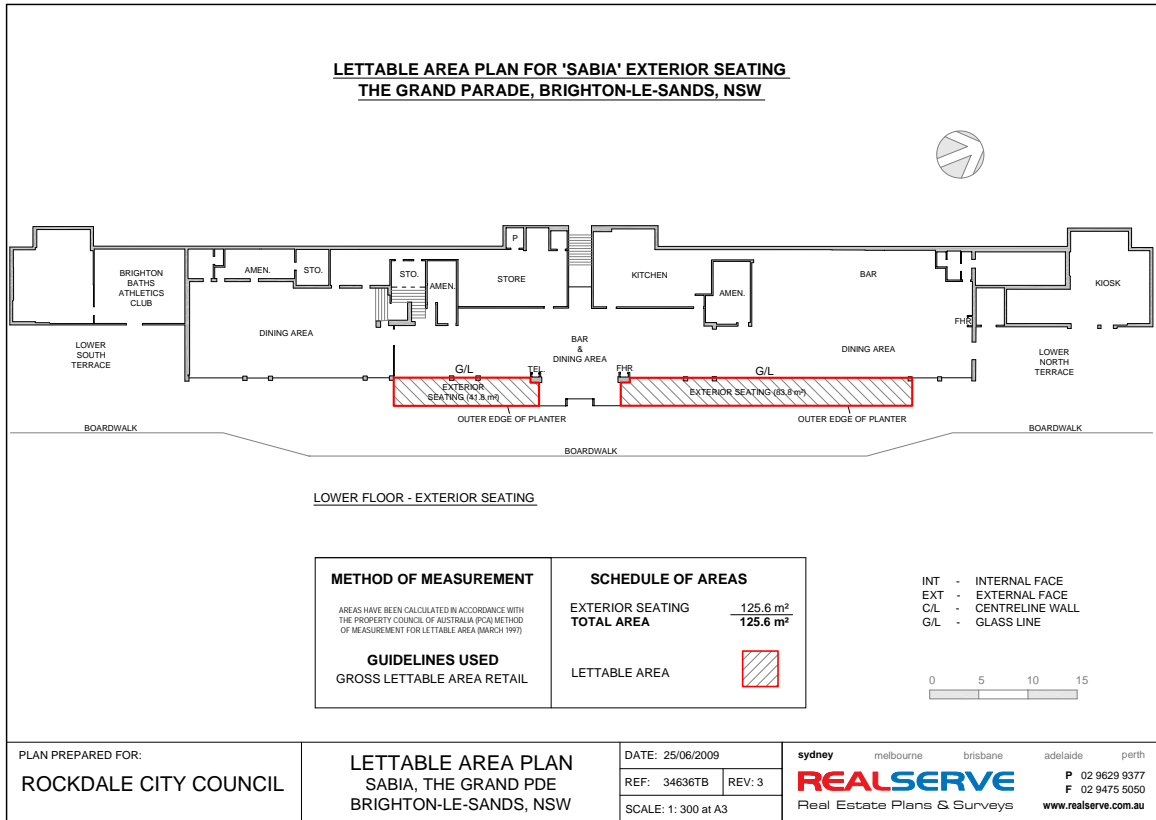 LETTABLE AREA PLAN FOR 'SABIA' EXTERIOR SEATING
THE GRAND PARADE, BRIGHTON-LE-SANDS, NSW
P
BRIGHTON
BATHS
ATHLETICS
CLUB
AMEN.
STO.
STO.
AMEN.
STORE
KITCHEN
AMEN.
BAR
KIOSK
FHR
LOWER
SOUTH
TERRACE
DINING AREA
BAR
&
DINING AREA
DINING AREA
LOWER
NORTH
TERRACE
G/L
TEL.
FHR
G/L
EXTERIOR
SEATING (41.8 m²)
EXTERIOR SEATING (83.8 m²)
OUTER EDGE OF PLANTER
OUTER EDGE OF PLANTER
BOARDWALK
BOARDWALK
BOARDWALK
LOWER FLOOR - EXTERIOR SEATING
METHOD OF MEASUREMENT
AREAS HAVE BEEN CALCULATED IN ACCORDANCE WITH
THE PROPERTY COUNCIL OF AUSTRALIA (PCA) METHOD
OF MEASUREMENT FOR LETTABLE AREA (MARCH 1997)
GUIDELINES USED
GROSS LETTABLE AREA RETAIL
SCHEDULE OF AREAS
EXTERIOR SEATING 125.6 m²
TOTAL AREA 125.6 m²
LETTABLE AREA
INT - INTERNAL FACE
EXT - EXTERNAL FACE
C/L - CENTRELINE WALL
G/L - GLASS LINE
0 5 10 15
PLAN PREPARED FOR:
ROCKDALE CITY COUNCIL
LETTABLE AREA PLAN
SABIA, THE GRAND PDE
BRIGHTON-LE-SANDS, NSW
DATE: 25/06/2009
REF: 34636TB REV: 3
SCALE: 1: 300 at A3
sydney melbourne brisbane adelaide perth
REALSERVE
Real Estate Plans & Surveys
P 02 9629 9377
F 02 9475 5050
www.realserve.com.au